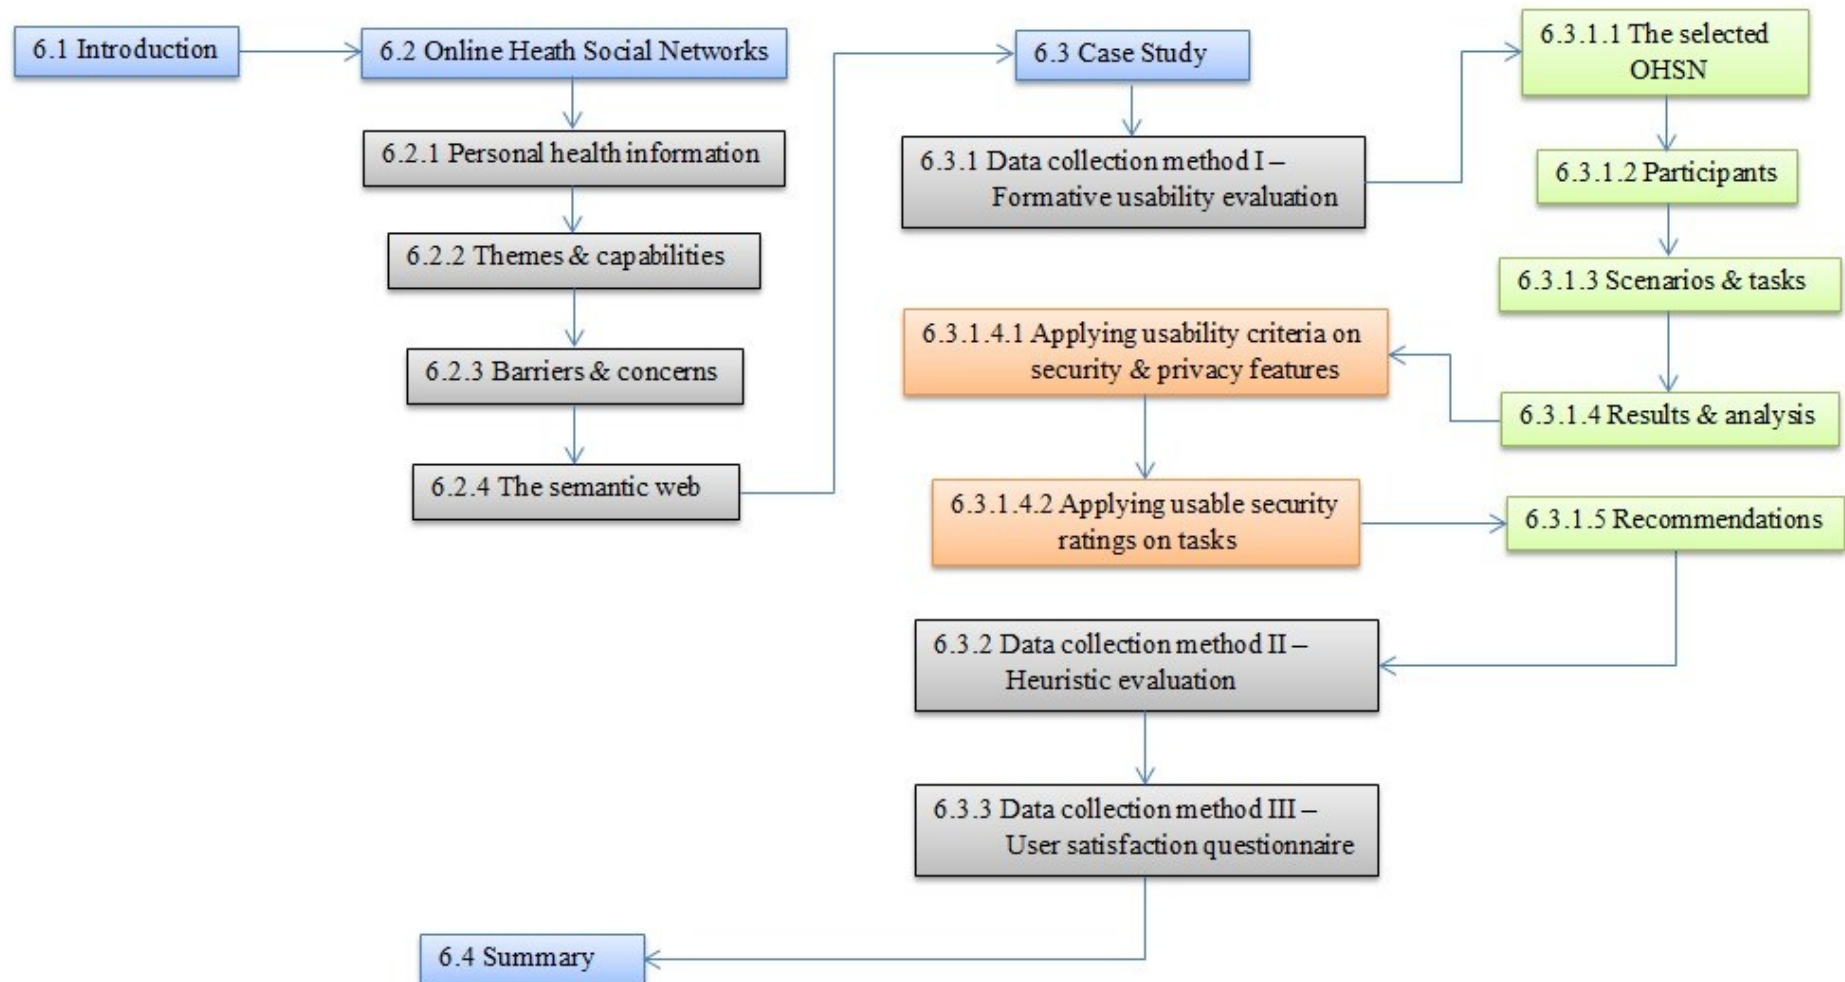 6.1 Introduction
6.2 Online Heath Social Networks
6.2.1 Personal health information
6.2.2 Themes & capabilities
6.2.3 Barriers & concerns
6.2.4 The semantic web
6.3 Case Study
6.3.1 Data collection method I –
Formative usability evaluation
6.3.1.1 The selected
OHSN
6.3.1.2 Participants
6.3.1.3 Scenarios & tasks
6.3.1.4 Results & analysis
6.3.1.4.1 Applying usability criteria on
security & privacy features
6.3.1.4.2 Applying usable security
ratings on tasks
6.3.1.5 Recommendations
6.3.2 Data collection method II –
Heuristic evaluation
6.3.3 Data collection method III –
User satisfaction questionnaire
6.4 Summary